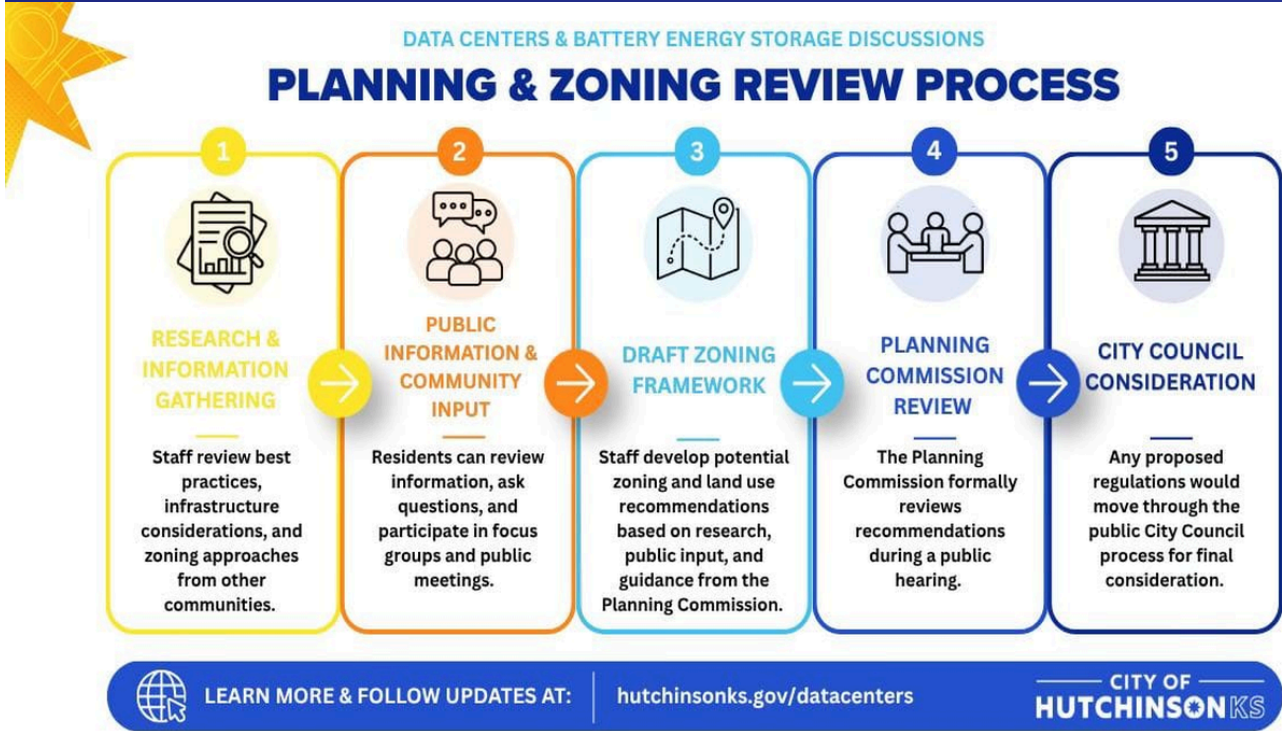 DATA CENTERS & BATTERY ENERGY STORAGE DISCUSSIONS
PLANNING & ZONING REVIEW PROCESS
1
RESEARCH &
INFORMATION
GATHERING
Staff review best
practices,
infrastructure
considerations, and
zoning approaches
from other
communities.
2
PUBLIC
INFORMATION &
COMMUNITY
INPUT
Residents can review
information, ask
questions, and
participate in focus
groups and public
meetings.
3
DRAFT ZONING
FRAMEWORK
Staff develop potential
zoning and land use
recommendations
based on research,
public input, and
guidance from the
Planning Commission.
4
PLANNING
COMMISSION
REVIEW
The Planning
Commission formally
reviews
recommendations
during a public
hearing.
5
CITY COUNCIL
CONSIDERATION
Any proposed
regulations would
move through the
public City Council
process for final
consideration.
LEARN MORE & FOLLOW UPDATES AT:
hutchinsonks.gov/datacenters
CITY OF
HUTCHINSON KS